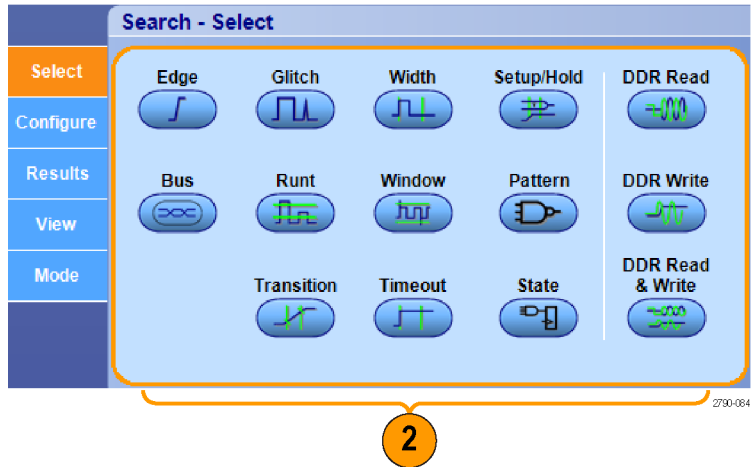 Search - Select
Select
Configure
Results
View
Mode
Edge
Glitch
Width
Setup/Hold
DDR Read
Bus
Runt
Window
Pattern
DDR Write
Transition
Timeout
State
DDR Read
& Write
2790-084
2